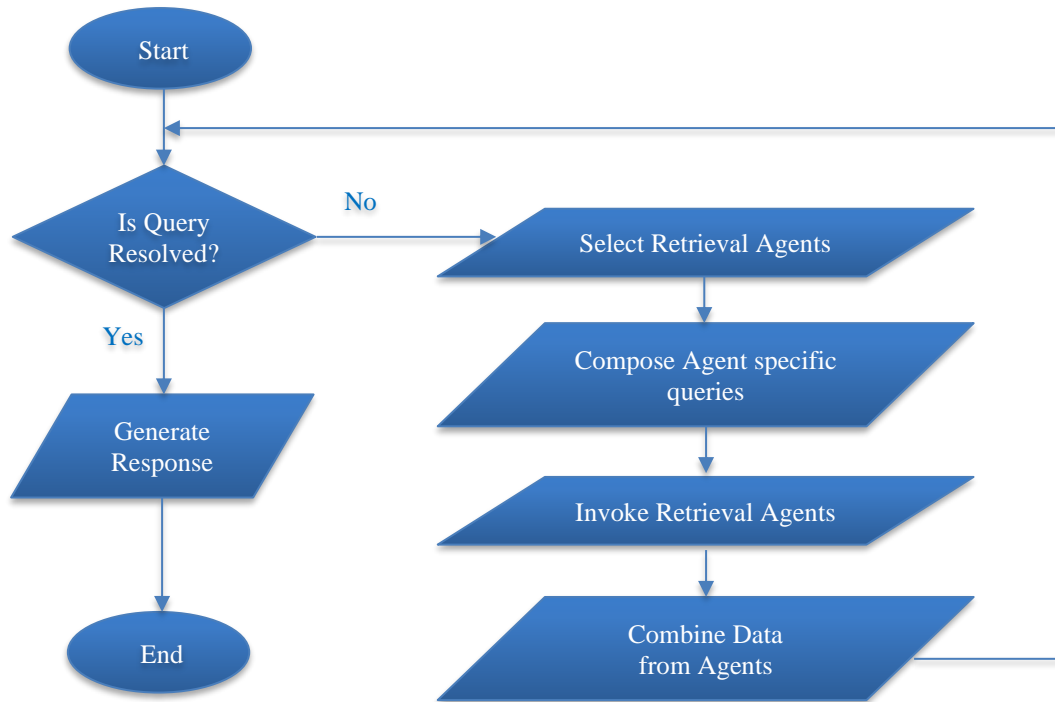 Start
Is Query
Resolved?
No
Yes
Generate
Response
End
Select Retrieval Agents
Compose Agent specific
queries
Invoke Retrieval Agents
Combine Data
from Agents